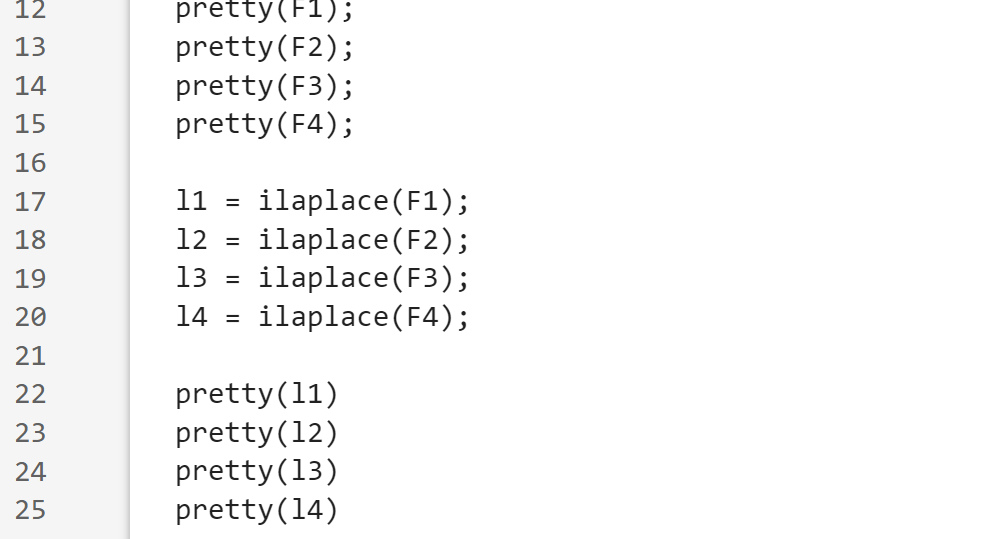 12 pretty(F1);
13 pretty(F2);
14 pretty(F3);
15 pretty(F4);
16
17 l1 = ilaplace(F1);
18 l2 = ilaplace(F2);
19 l3 = ilaplace(F3);
20 l4 = ilaplace(F4);
21
22 pretty(l1)
23 pretty(l2)
24 pretty(l3)
25 pretty(l4)